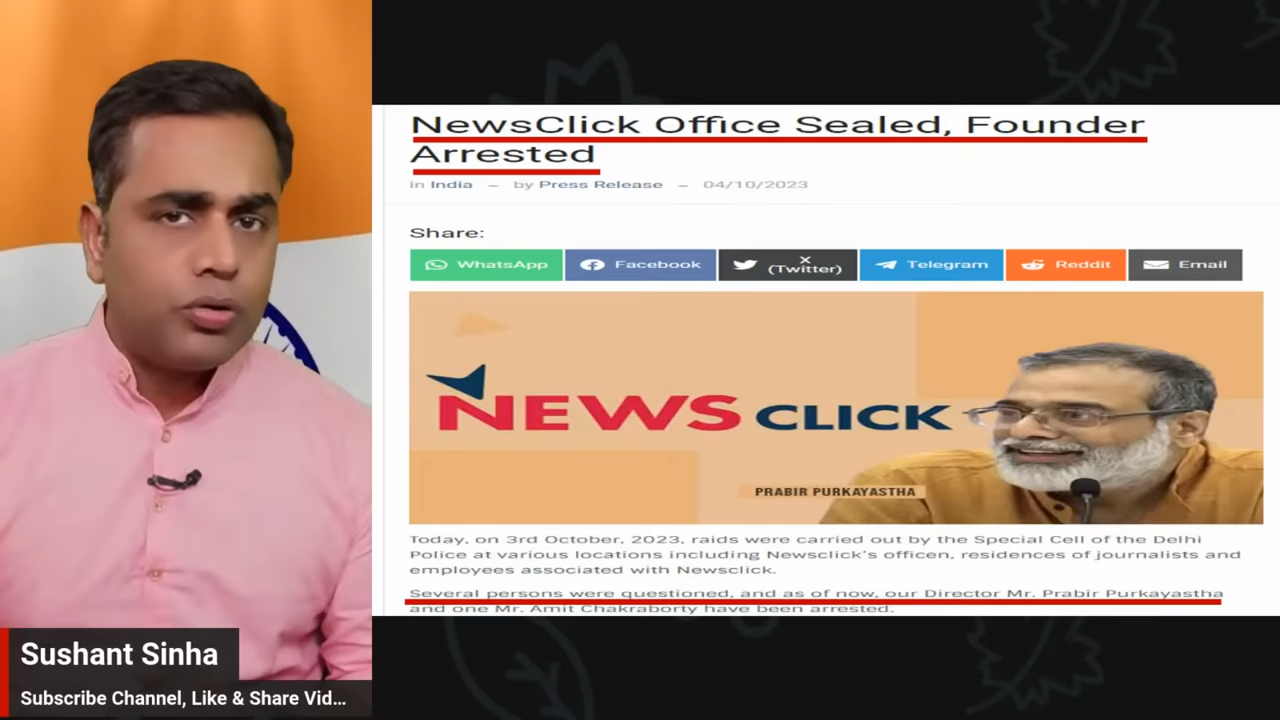 NewsClick Office Sealed, Founder
Arrested
in India – by Press Release – 04/10/2023
Share:
WhatsApp
Facebook
X (Twitter)
Telegram
Reddit
Email
NEWS CLICK
PRABIR PURKAYASTHA
Today, on 3rd October, 2023, raids were carried out by the Special Cell of the Delhi
Police at various locations including Newsclick's officen, residences of journalists and
employees associated with Newsclick.
Several persons were questioned, and as of now, our Director Mr. Prabir Purkayastha
and one Mr. Amit Chakraborty have been arrested.
Sushant Sinha
Subscribe Channel, Like & Share Vid...